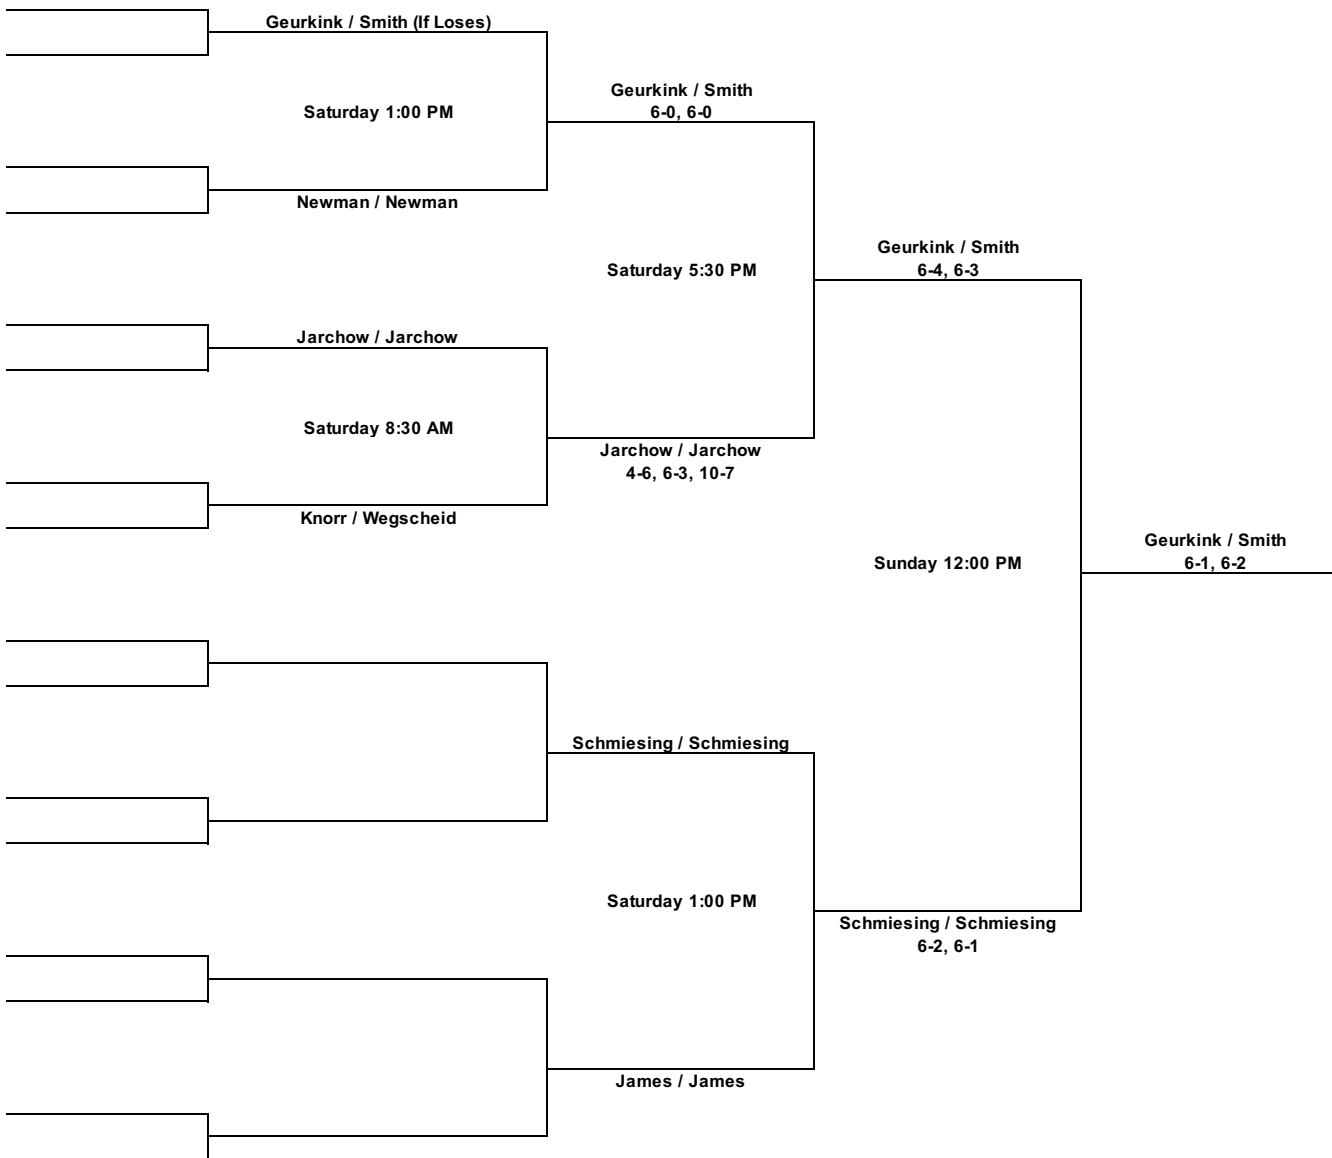 Geurkink / Smith (If Loses)
Saturday 1:00 PM
Newman / Newman
Geurkink / Smith
6-0, 6-0
Saturday 5:30 PM
Jarchow / Jarchow
Saturday 8:30 AM
Knorr / Wegscheid
Jarchow / Jarchow
4-6, 6-3, 10-7
Geurkink / Smith
6-4, 6-3
Sunday 12:00 PM
Geurkink / Smith
6-1, 6-2
Schmiesing / Schmiesing
Saturday 1:00 PM
James / James
Schmiesing / Schmiesing
6-2, 6-1